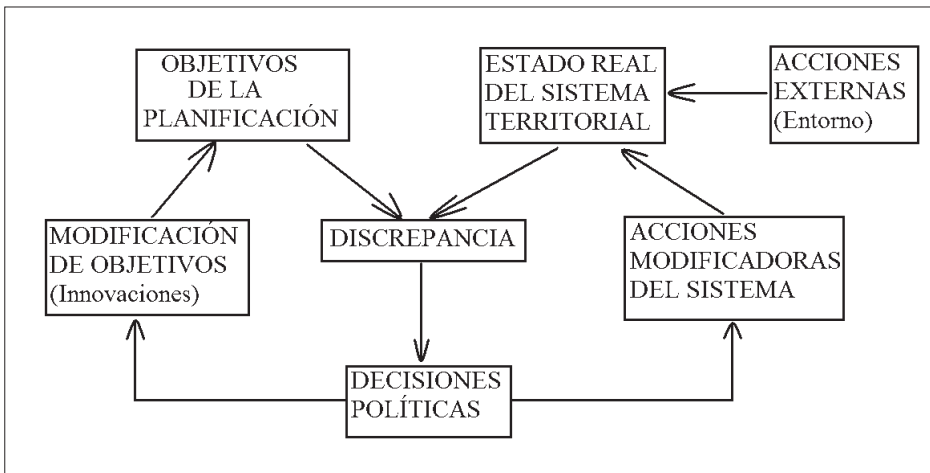 OBJETIVOS
DE LA
PLANIFICACIÓN
ESTADO REAL
DEL SISTEMA
TERRITORIAL
ACCIONES
EXTERNAS
(Entorno)
MODIFICACIÓN
DE OBJETIVOS
(Innovaciones)
DISCREPANCIA
ACCIONES
MODIFICADORAS
DEL SISTEMA
DECISIONES
POLÍTICAS